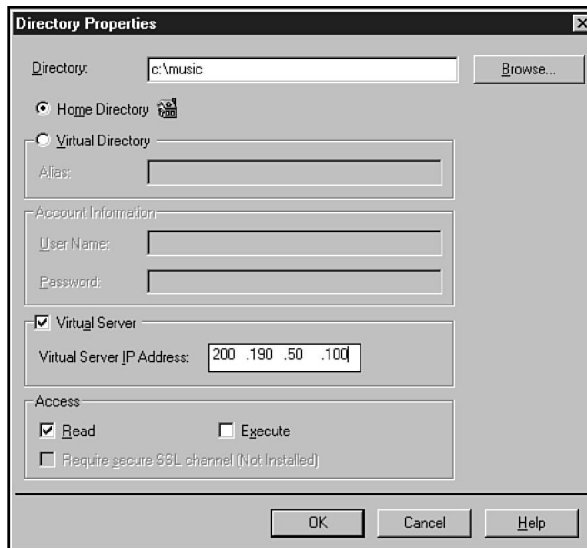 Directory Properties
Directory: c:\music Browse...
Home Directory
Virtual Directory
Alias:
Account Information
User Name:
Password:
Virtual Server
Virtual Server IP Address: 200 .190 .50 .100
Access
Read Execute
Require secure SSL channel (Not Installed)
OK Cancel Help